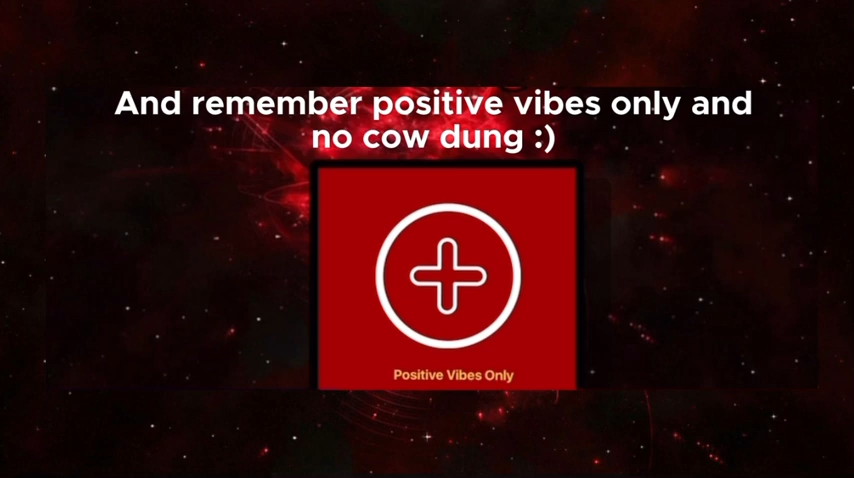 And remember positive vibes only and
no cow dung :)
Positive Vibes Only